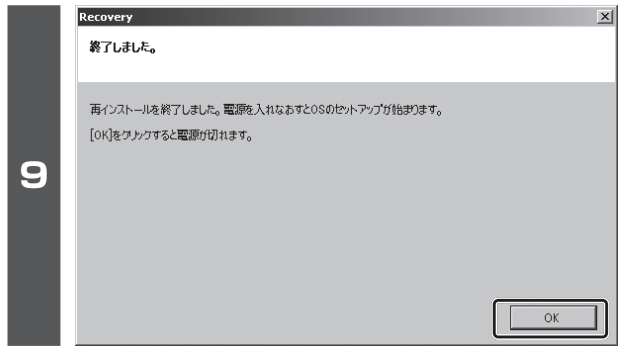 Recovery
終了しました。
再インストールを終了しました。電源を入れなおすとOSのセットアップが始まります。
[OK]をクリックすると電源が切れます。
9
OK